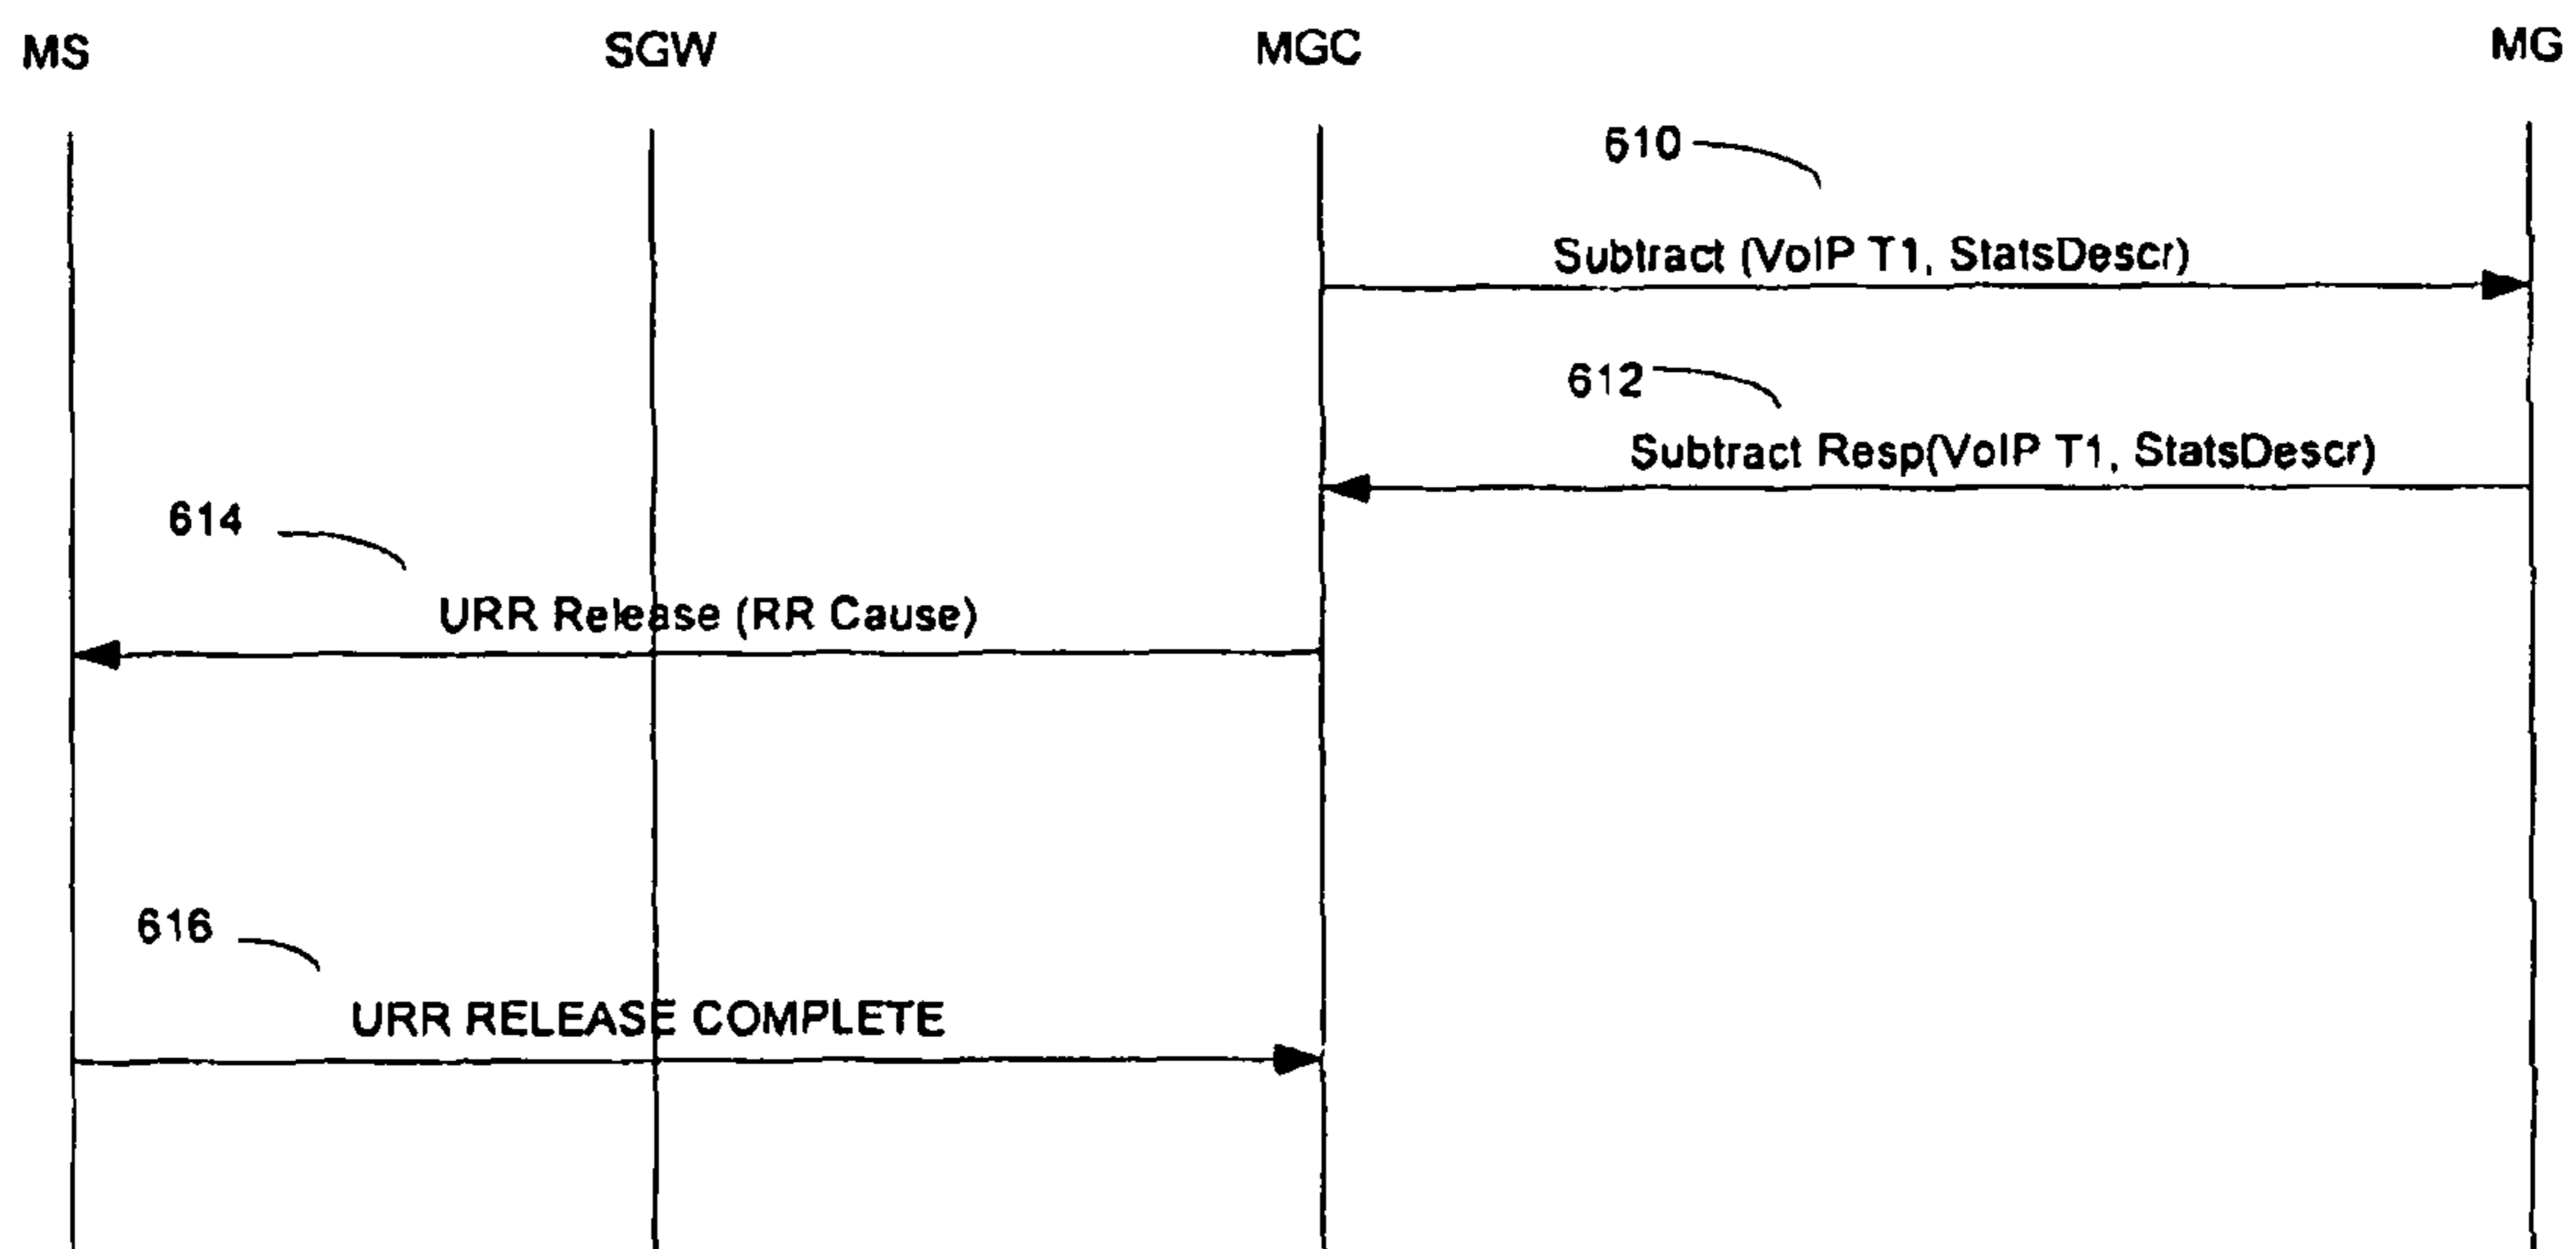 MS SGW MGC MG
610
Subtract (VoIP T1, StatsDescr)
612
Subtract Resp(VoIP T1, StatsDescr)
614
URR Release (RR Cause)
616
URR RELEASE COMPLETE